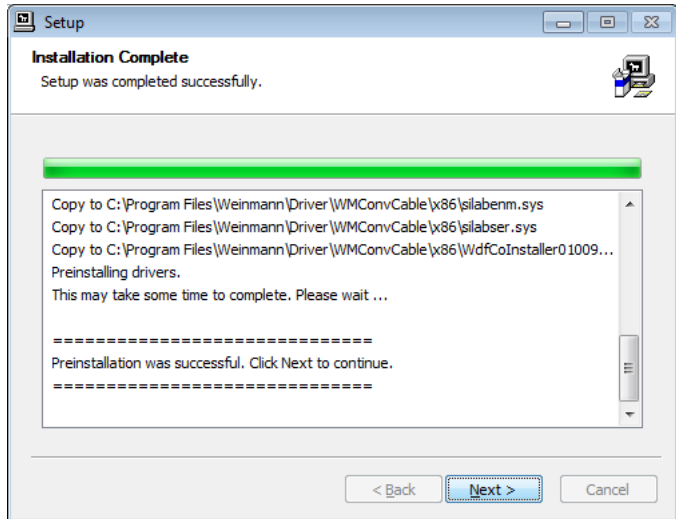 Setup
Installation Complete
Setup was completed successfully.
Copy to C:\Program Files\Weinmann\Driver\WMConvCable\x86\silabenm.sys
Copy to C:\Program Files\Weinmann\Driver\WMConvCable\x86\silabser.sys
Copy to C:\Program Files\Weinmann\Driver\WMConvCable\x86\WdfCoInstaller01009...
Preinstalling drivers.
This may take some time to complete. Please wait ...
==============================
Preinstallation was successful. Click Next to continue.
==============================
< Back
Next >
Cancel